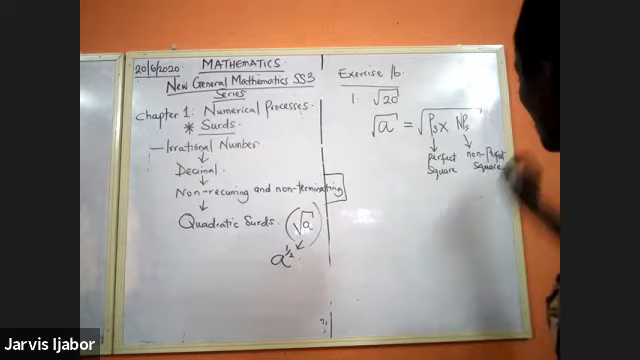 20/6/2020
MATHEMATICS
New General Mathematics SS3
Series
Chapter 1: Numerical Processes.
* Surds
— Irrational Number
↓
Decimal
↓
Non-recurring and non-terminating
↓
Quadratic Surds. (√a)
a^½
Exercise 1b
1. √20
√a = √Ps × NPs
perfect square
non-perfect square
Jarvis Ijabor